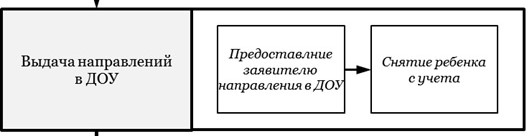 Выдача направлений
в ДОУ
Предоставлние
заявителю
направления в ДОУ
Снятие ребенка
с учета